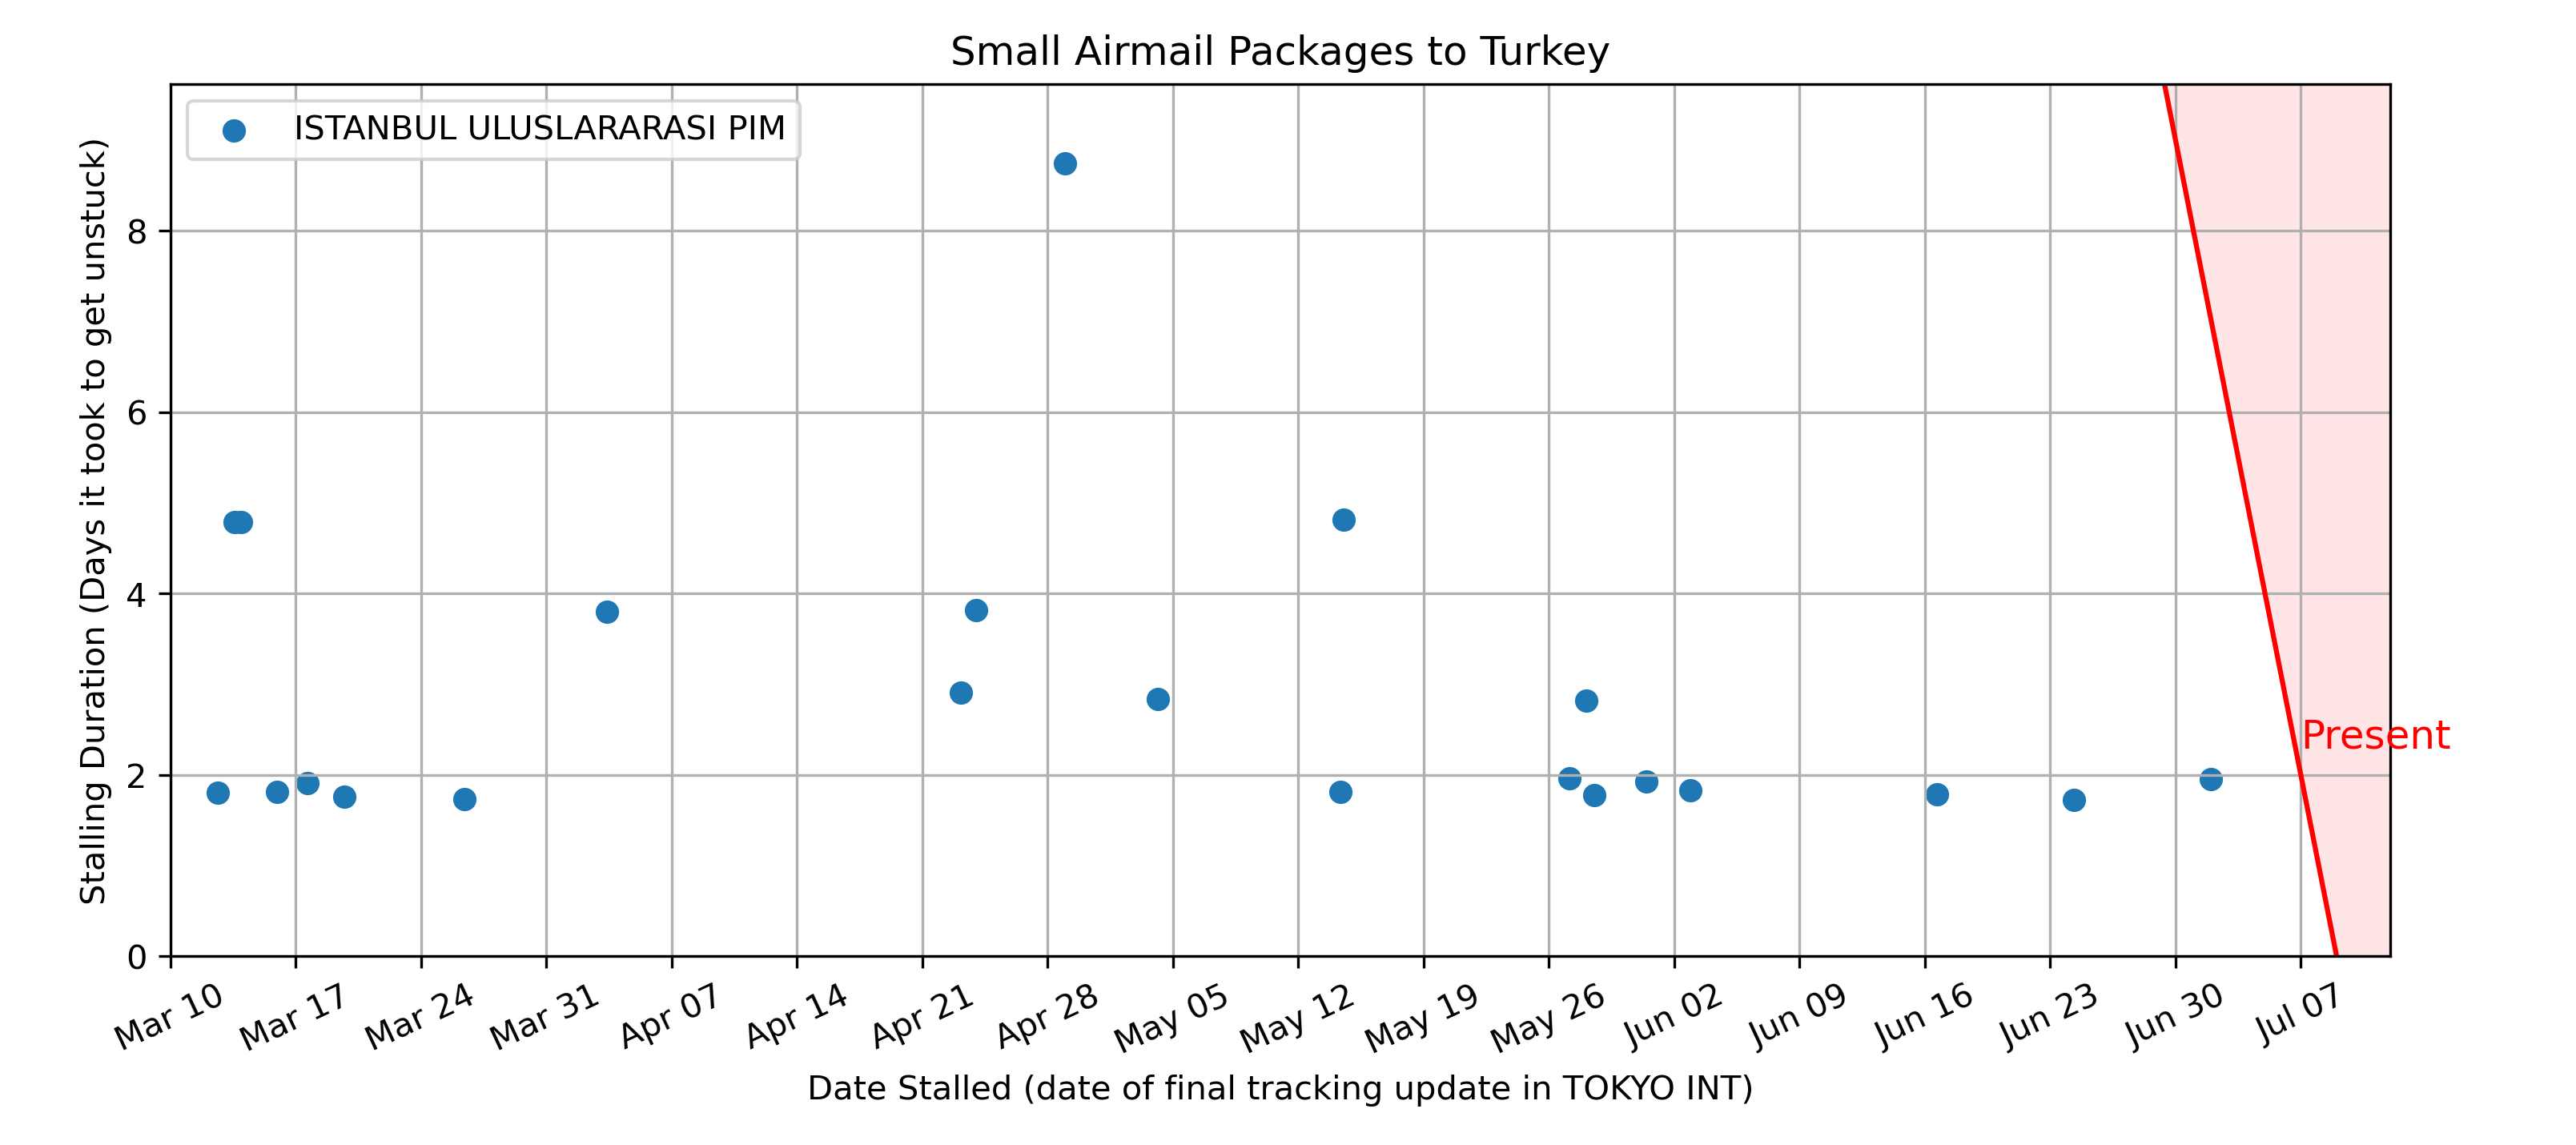 Small Airmail Packages to Turkey
ISTANBUL ULUSLARARASI PIM
Stalling Duration (Days it took to get unstuck)
8
6
4
2
0
Present
Mar 10
Mar 17
Mar 24
Mar 31
Apr 07
Apr 14
Apr 21
Apr 28
May 05
May 12
May 19
May 26
Jun 02
Jun 09
Jun 16
Jun 23
Jun 30
Jul 07
Date Stalled (date of final tracking update in TOKYO INT)